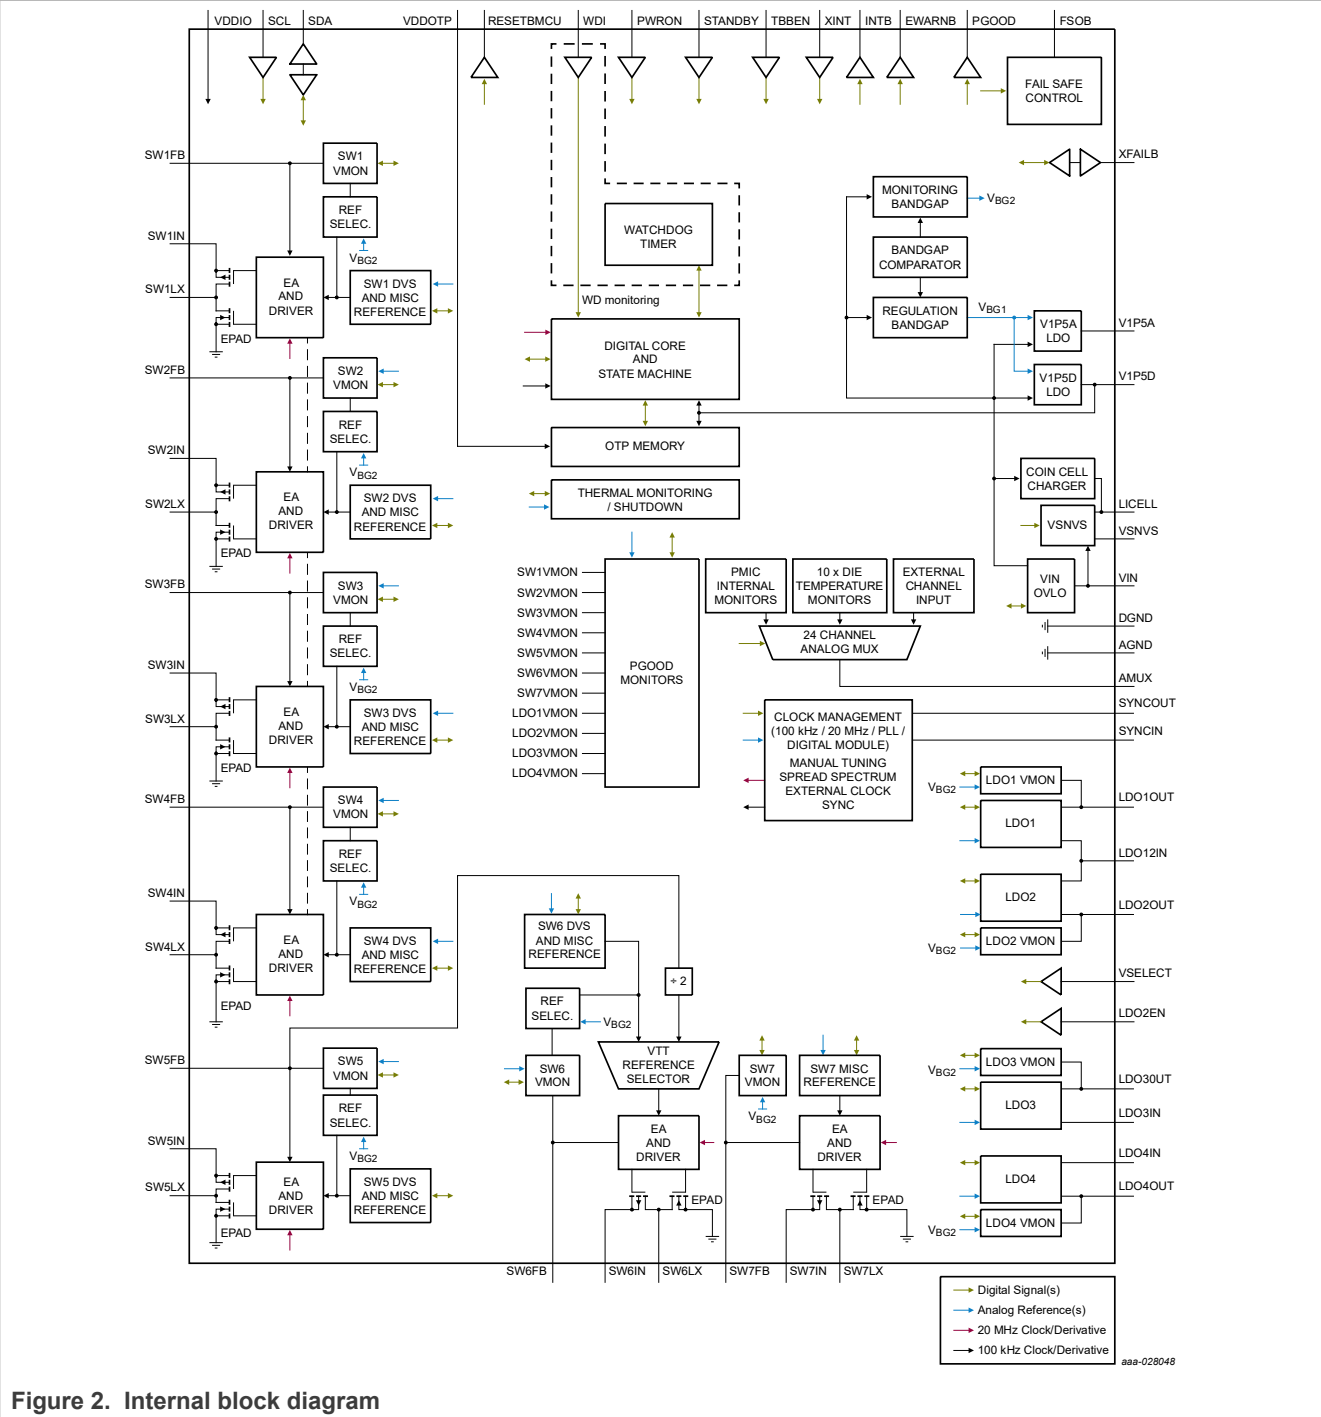 VDDIO SCL SDA VDDOTP RESETBMCU WDI PWRON STANDBY TBBEN XINT INTB EWARNB PGOOD FSOB
FAIL SAFE
CONTROL
XFAILB
SW1FB
SW1
VMON
REF
SELEC.
VBG2
SW1IN
SW1LX
EA
AND
DRIVER
SW1 DVS
AND MISC
REFERENCE
EPAD
SW2FB
SW2
VMON
REF
SELEC.
VBG2
SW2IN
SW2LX
EA
AND
DRIVER
SW2 DVS
AND MISC
REFERENCE
EPAD
SW3FB
SW3
VMON
REF
SELEC.
VBG2
SW3IN
SW3LX
EA
AND
DRIVER
SW3 DVS
AND MISC
REFERENCE
EPAD
SW4FB
SW4
VMON
REF
SELEC.
VBG2
SW4IN
SW4LX
EA
AND
DRIVER
SW4 DVS
AND MISC
REFERENCE
EPAD
SW5FB
SW5
VMON
REF
SELEC.
VBG2
SW5IN
SW5LX
EA
AND
DRIVER
SW5 DVS
AND MISC
REFERENCE
EPAD
WATCHDOG
TIMER
WD monitoring
DIGITAL CORE
AND
STATE MACHINE
OTP MEMORY
THERMAL MONITORING
/ SHUTDOWN
MONITORING
BANDGAP
VBG2
BANDGAP
COMPARATOR
REGULATION
BANDGAP
VBG1
V1P5A
LDO
V1P5A
V1P5D
LDO
V1P5D
COIN CELL
CHARGER
LICELL
VSNVS
VSNVS
VIN
OVLO
VIN
DGND
AGND
AMUX
SW1VMON
SW2VMON
SW3VMON
SW4VMON
SW5VMON
SW6VMON
SW7VMON
LDO1VMON
LDO2VMON
LDO3VMON
LDO4VMON
PGOOD
MONITORS
PMIC
INTERNAL
MONITORS
10 x DIE
TEMPERATURE
MONITORS
EXTERNAL
CHANNEL
INPUT
24 CHANNEL
ANALOG MUX
CLOCK MANAGEMENT
(100 kHz / 20 MHz / PLL /
DIGITAL MODULE)
MANUAL TUNING
SPREAD SPECTRUM
EXTERNAL CLOCK
SYNC
SYNCOUT
SYNCIN
LDO1 VMON
VBG2
LDO1OUT
LDO1
LDO12IN
LDO2
LDO2OUT
LDO2 VMON
VBG2
VSELECT
LDO2EN
LDO3 VMON
VBG2
LDO30UT
LDO3
LDO3IN
LDO4IN
LDO4
LDO4OUT
LDO4 VMON
VBG2
SW6 DVS
AND MISC
REFERENCE
÷ 2
REF
SELEC.
VBG2
VTT
REFERENCE
SELECTOR
SW6
VMON
EA
AND
DRIVER
EPAD
SW7
VMON
VBG2
SW7 MISC
REFERENCE
EA
AND
DRIVER
EPAD
SW6FB SW6IN SW6LX SW7FB SW7IN SW7LX
Digital Signal(s)
Analog Reference(s)
20 MHz Clock/Derivative
100 kHz Clock/Derivative
aaa-028048
Figure 2. Internal block diagram